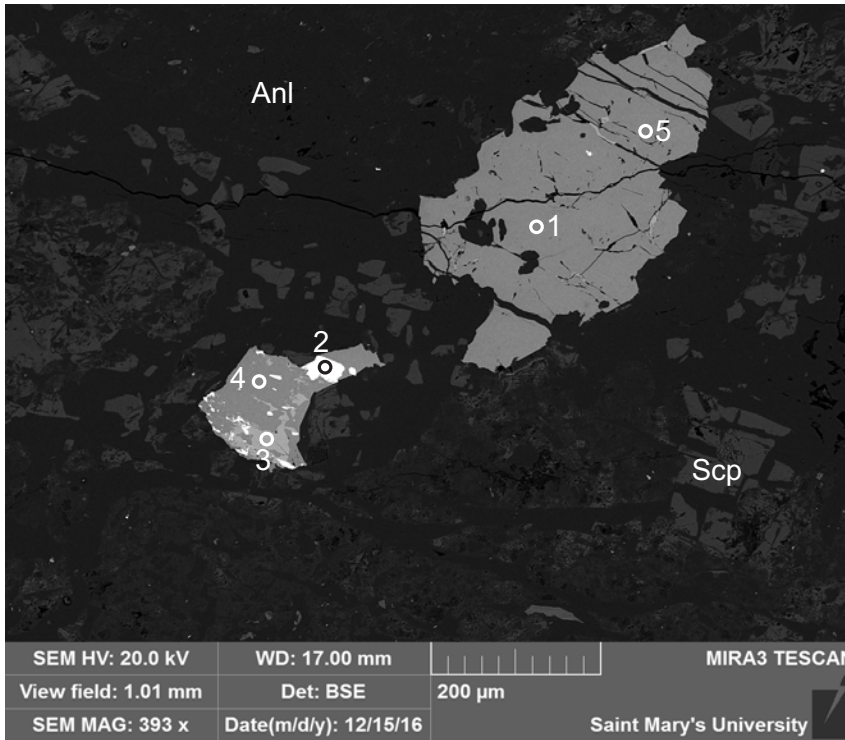 Anl
5
1
2
4
3
Scp
SEM HV: 20.0 kV WD: 17.00 mm MIRA3 TESCAN
View field: 1.01 mm Det: BSE 200 µm
SEM MAG: 393 x Date(m/d/y): 12/15/16 Saint Mary's University